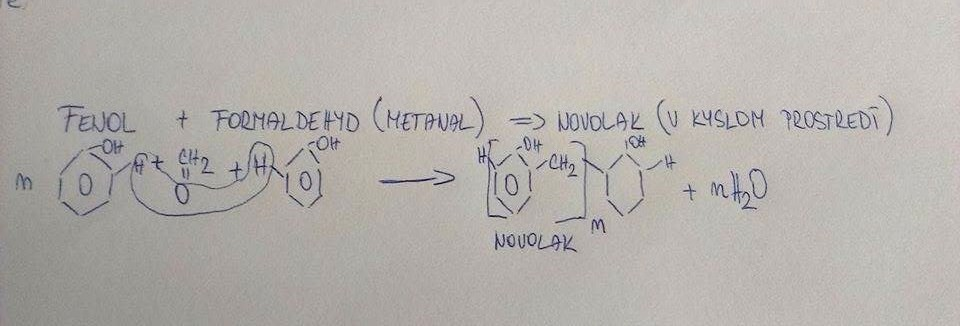 FENOL + FORMALDEHYD (METANAL) => NOVOLAK (V KYSLOM PROSTREDÍ)
n OH H + CH2 O + H OH → H OH CH2 n OH H + nH2O
NOVOLAK